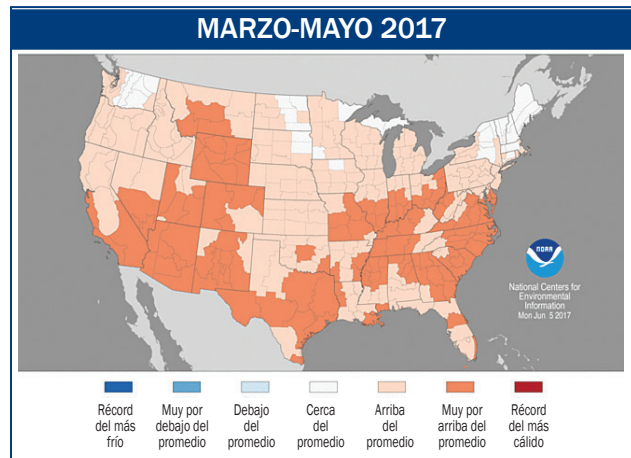 MARZO-MAYO 2017
NOAA
National Centers for
Environmental
Information
Mon Jun 5 2017
Récord
del más
frío
Muy por
debajo del
promedio
Debajo
del
promedio
Cerca
del
promedio
Arriba
del
promedio
Muy por
arriba del
promedio
Récord
del más
cálido